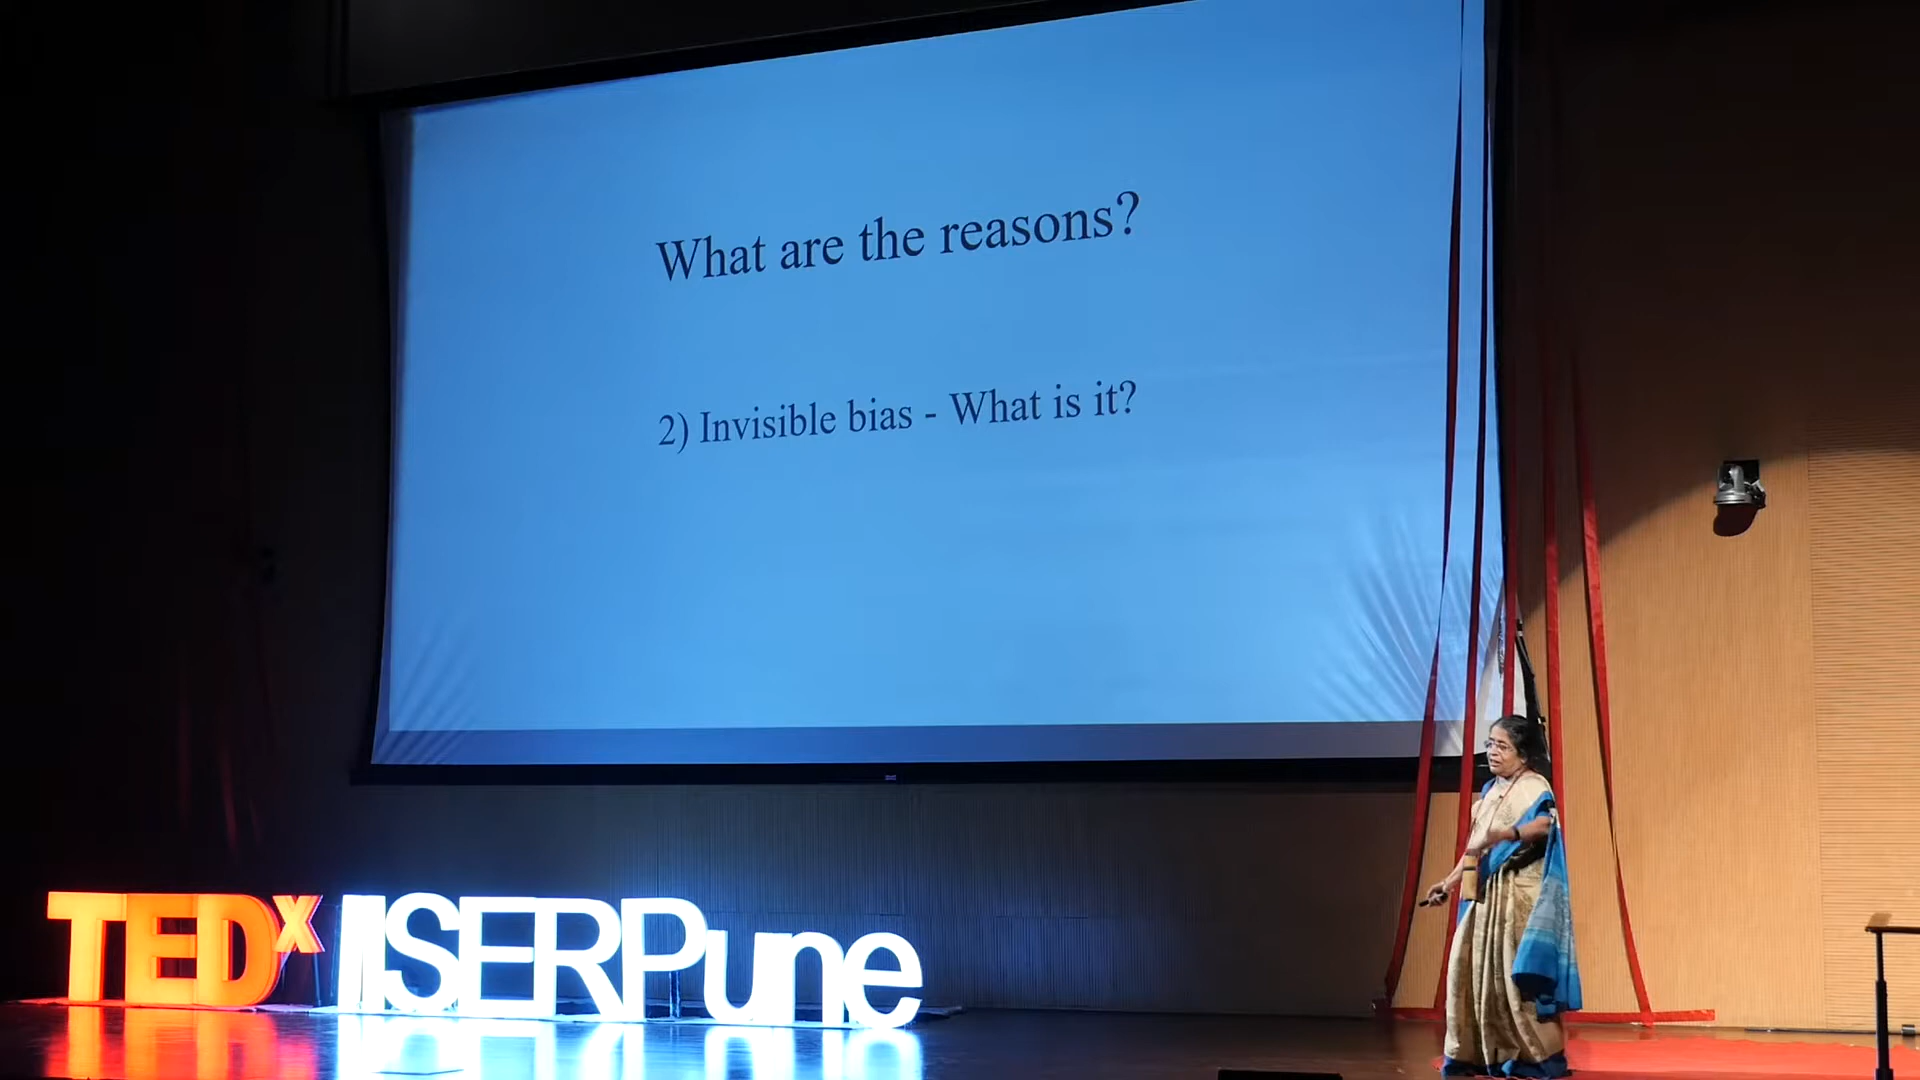 What are the reasons?
2) Invisible bias - What is it?
TEDx IISERPune